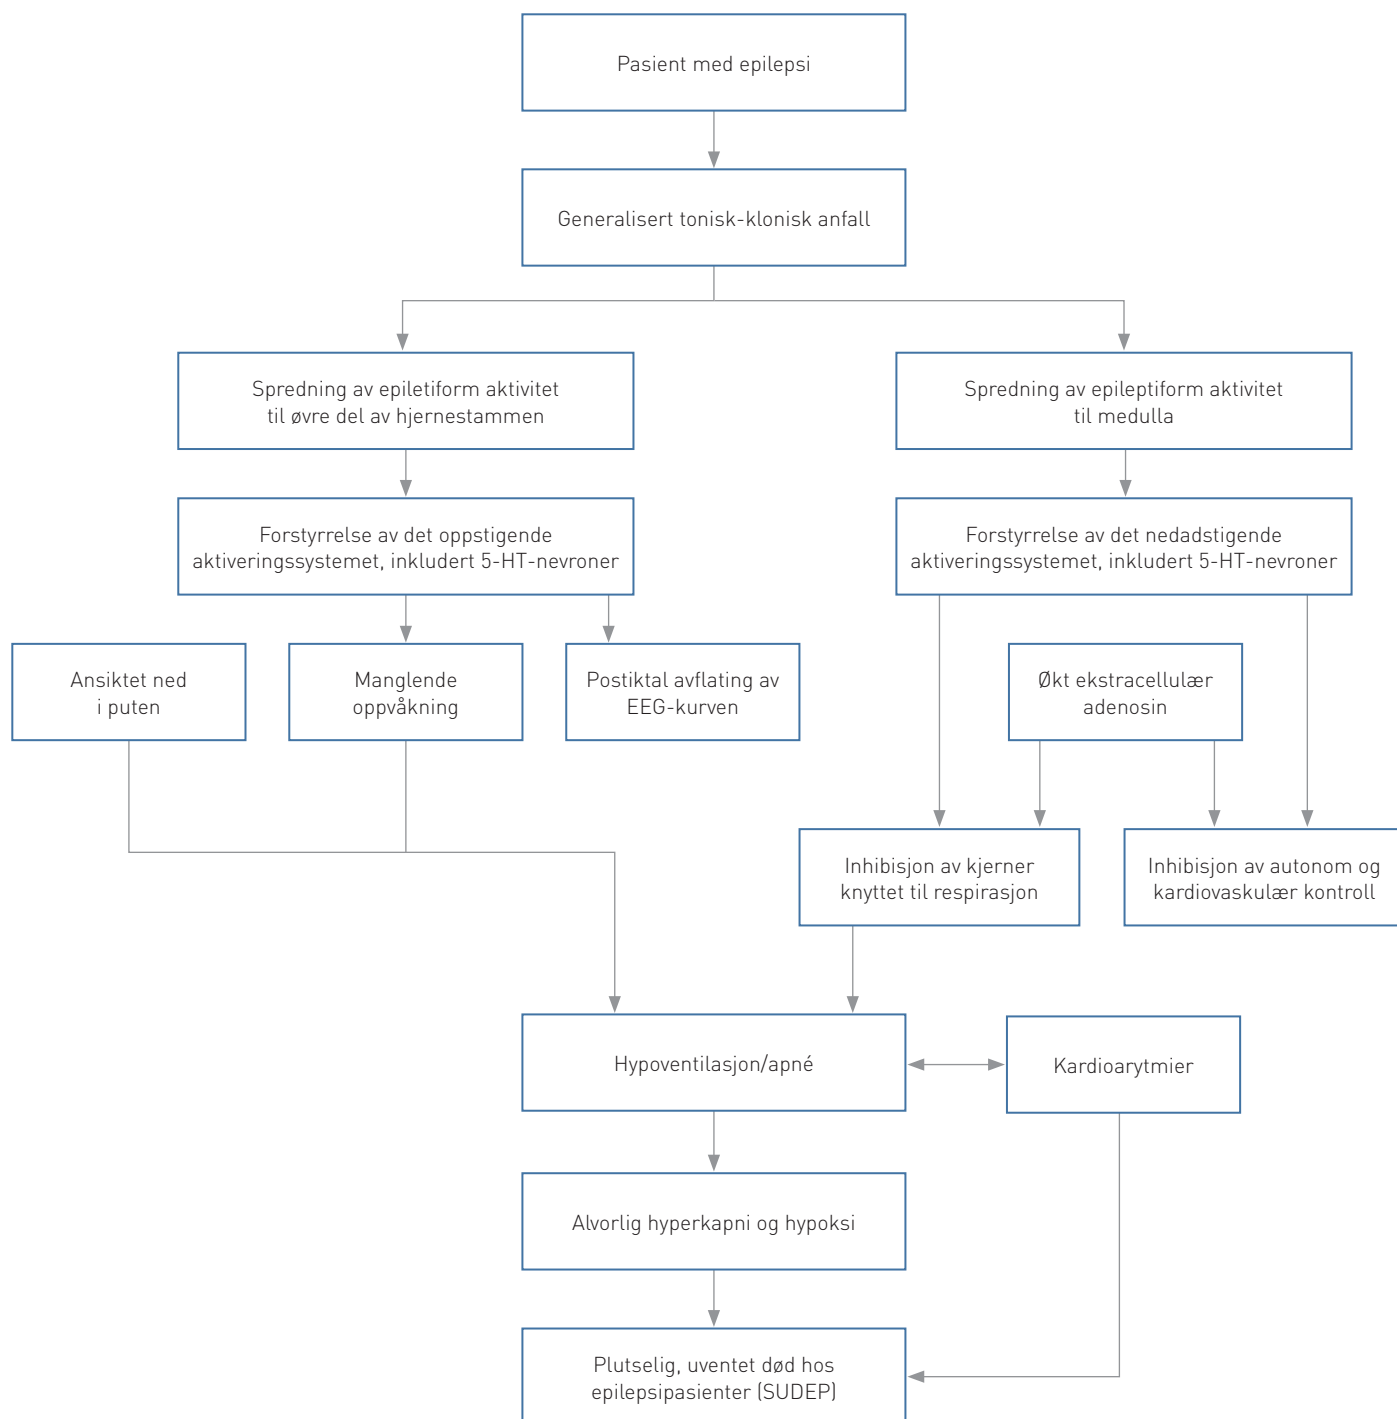 Pasient med epilepsi
Generalisert tonisk-klonisk anfall
Spredning av epiletiform aktivitet
til øvre del av hjernestammen
Spredning av epileptiform aktivitet
til medulla
Forstyrrelse av det oppstigende
aktiveringssystemet, inkludert 5-HT-nevroner
Forstyrrelse av det nedadstigende
aktiveringssystemet, inkludert 5-HT-nevroner
Ansiktet ned
i puten
Manglende
oppvåkning
Postiktal avflating av
EEG-kurven
Økt ekstracellulær
adenosin
Inhibisjon av kjerner
knyttet til respirasjon
Inhibisjon av autonom og
kardiovaskulær kontroll
Hypoventilasjon/apné
Kardioarytmier
Alvorlig hyperkapni og hypoksi
Plutselig, uventet død hos
epilepsipasienter (SUDEP)